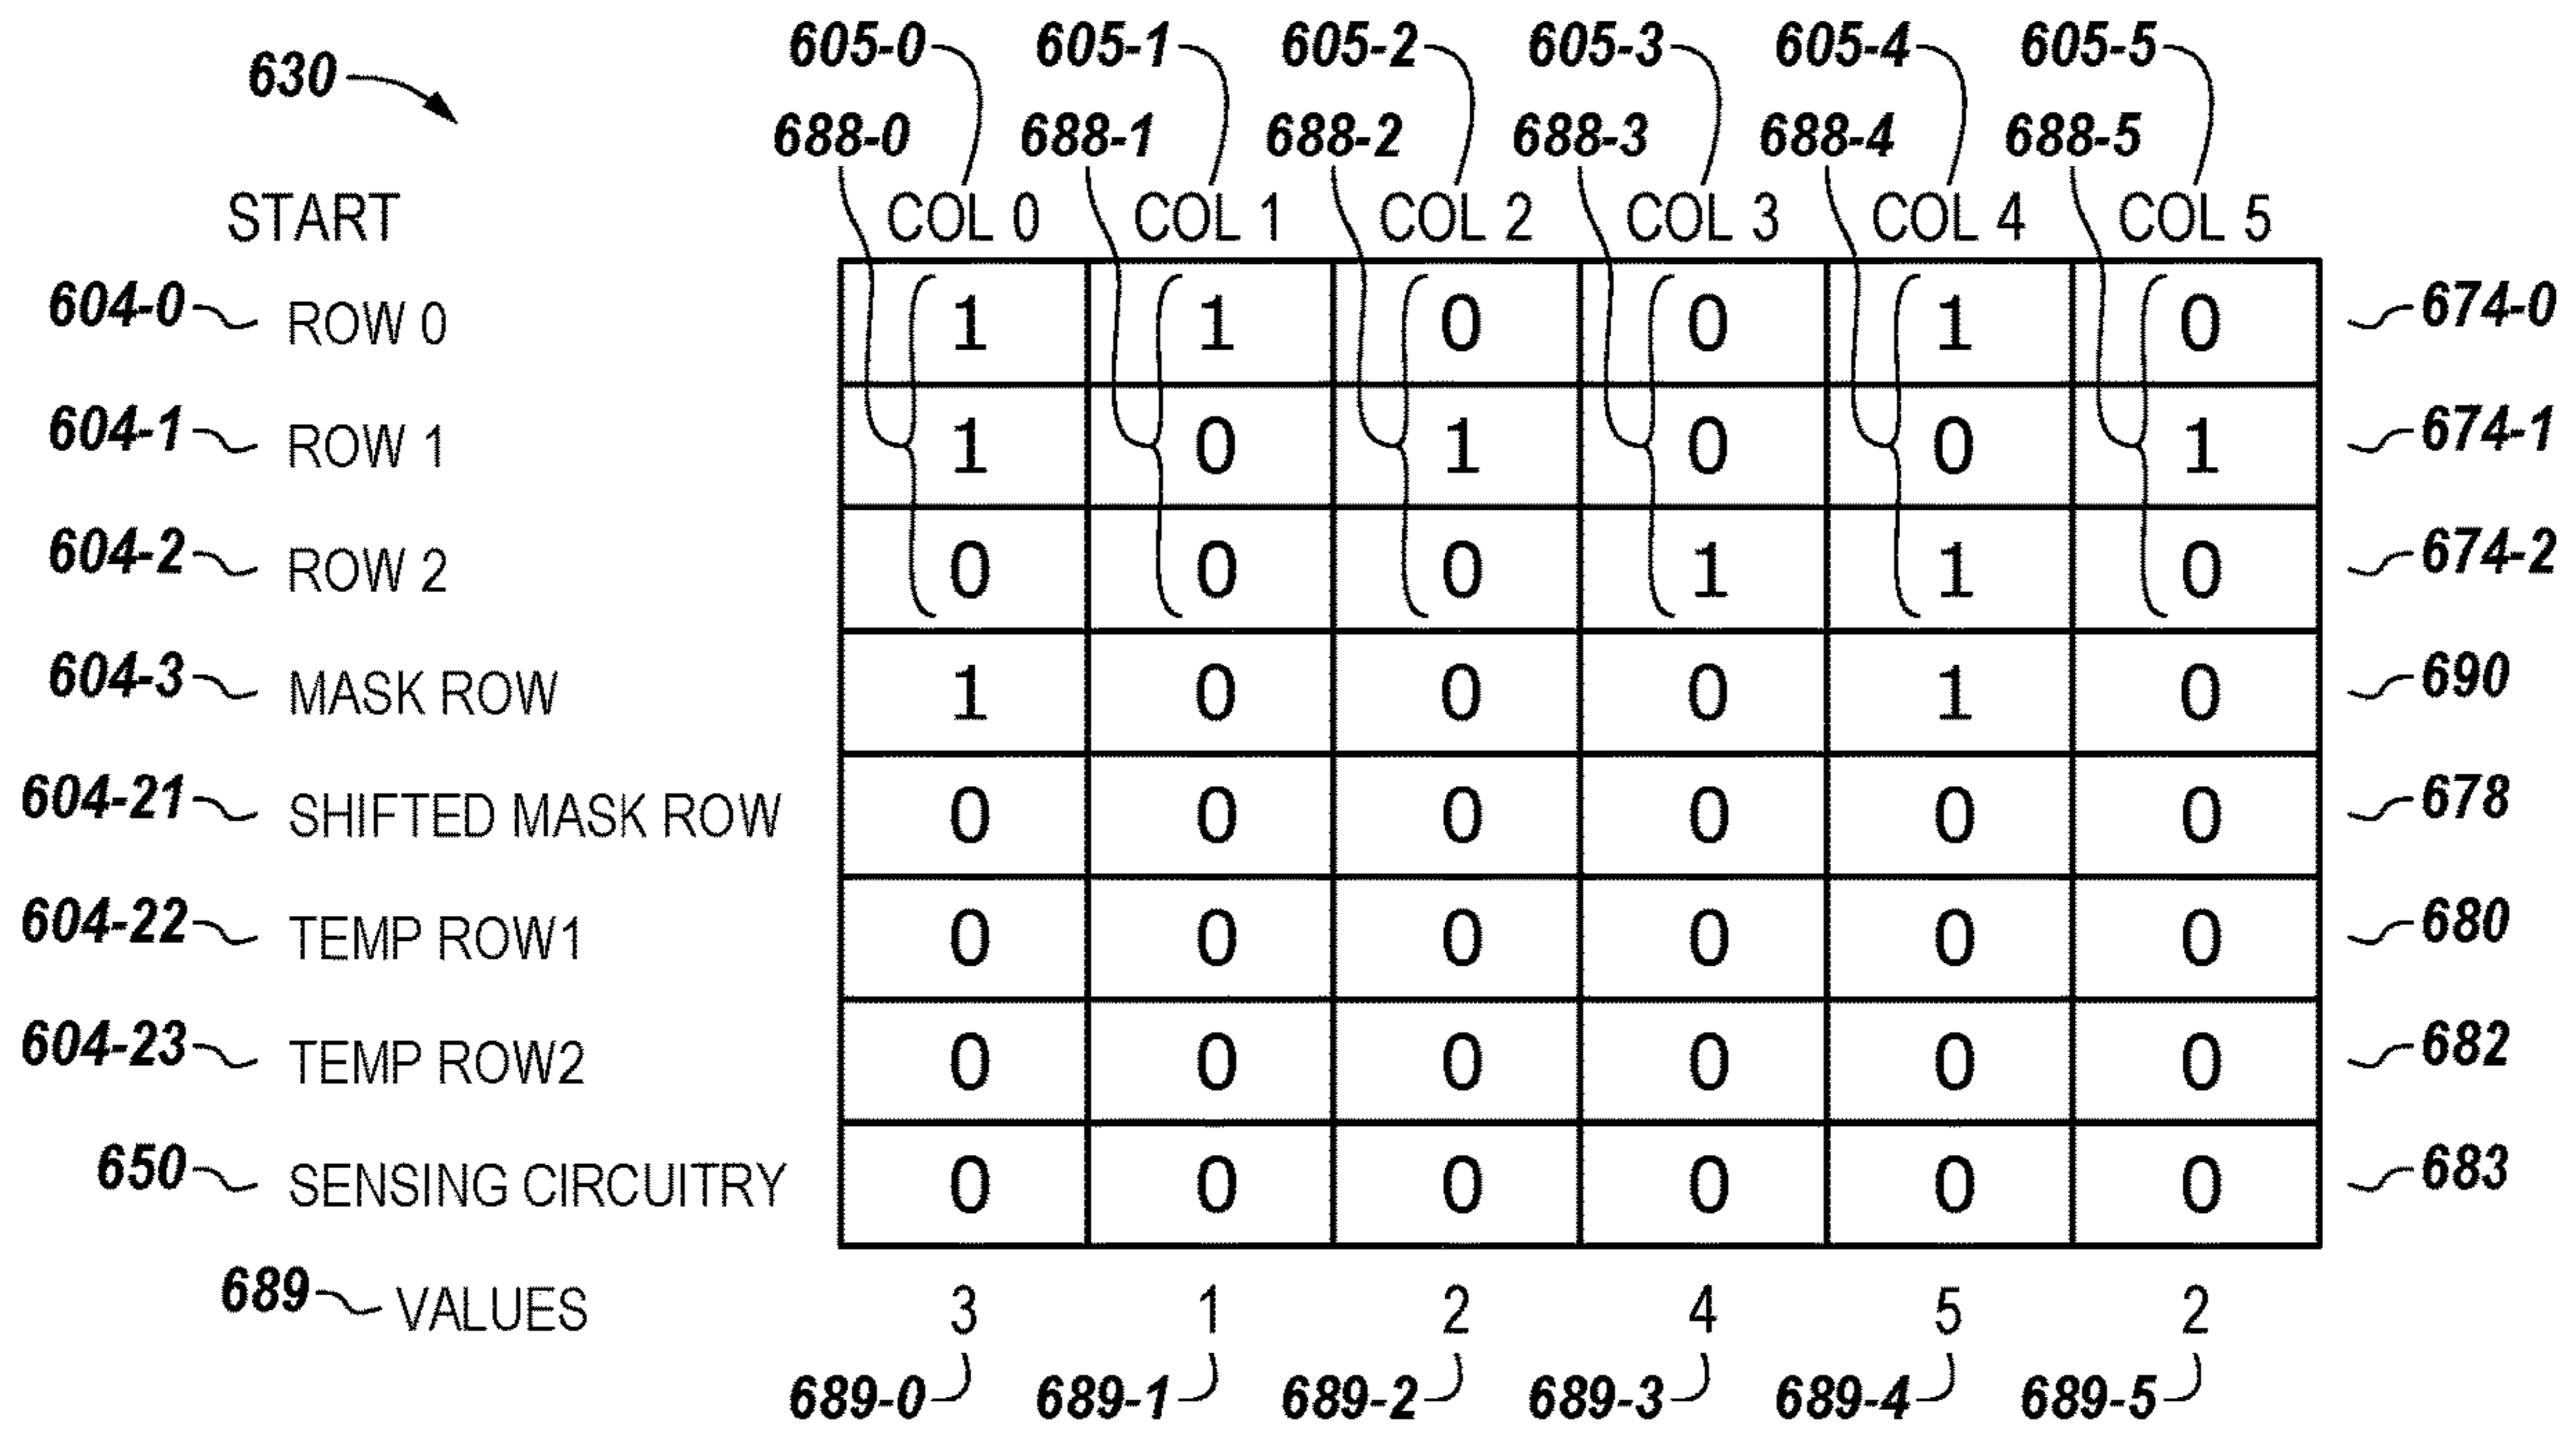 605-0 605-1 605-2 605-3 605-4 605-5
630
688-0 688-1 688-2 688-3 688-4 688-5
START COL 0 COL 1 COL 2 COL 3 COL 4 COL 5
604-0 ROW 0 1 1 0 0 1 0 674-0
604-1 ROW 1 1 0 1 0 0 1 674-1
604-2 ROW 2 0 0 0 1 1 0 674-2
604-3 MASK ROW 1 0 0 0 1 0 690
604-21 SHIFTED MASK ROW 0 0 0 0 0 0 678
604-22 TEMP ROW1 0 0 0 0 0 0 680
604-23 TEMP ROW2 0 0 0 0 0 0 682
650 SENSING CIRCUITRY 0 0 0 0 0 0 683
689 VALUES 3 1 2 4 5 2
689-0 689-1 689-2 689-3 689-4 689-5